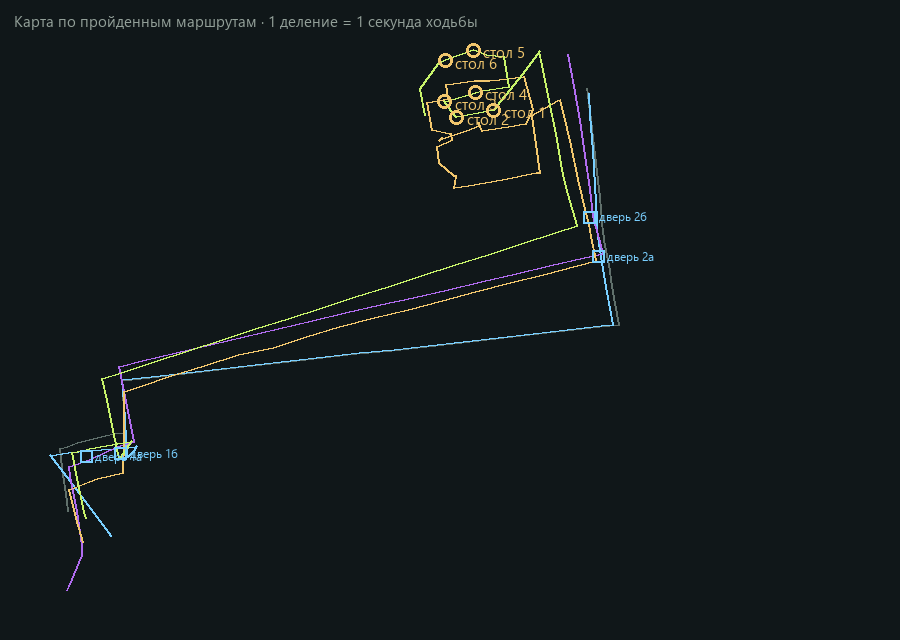 Карта по пройденным маршрутам · 1 деление = 1 секунда ходьбы
стол 5
стол 6
стол 4
стол
стол 1
стол 2
дверь 2б
дверь 2а
дверь 1б